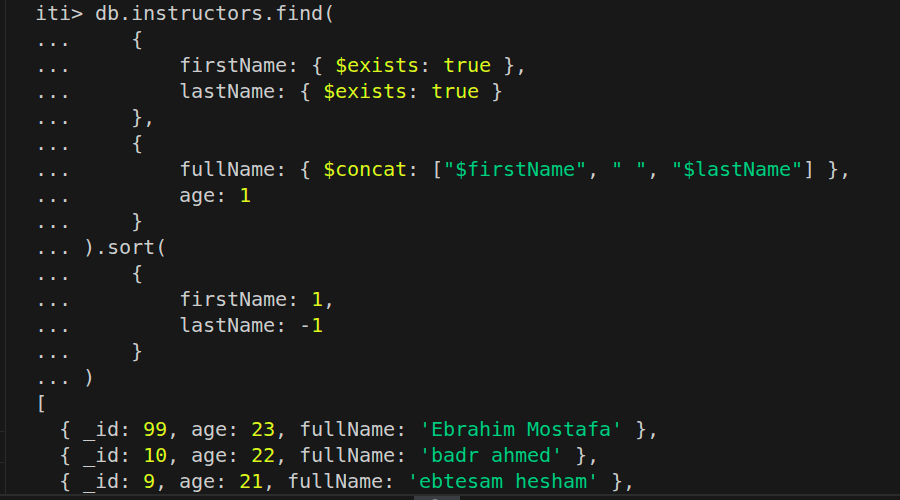 iti> db.instructors.find(
...     {
...         firstName: { $exists: true },
...         lastName: { $exists: true }
...     },
...     {
...         fullName: { $concat: ["$firstName", " ", "$lastName"] },
...         age: 1
...     }
... ).sort(
...     {
...         firstName: 1,
...         lastName: -1
...     }
... )
[
  { _id: 99, age: 23, fullName: 'Ebrahim Mostafa' },
  { _id: 10, age: 22, fullName: 'badr ahmed' },
  { _id: 9, age: 21, fullName: 'ebtesam hesham' },